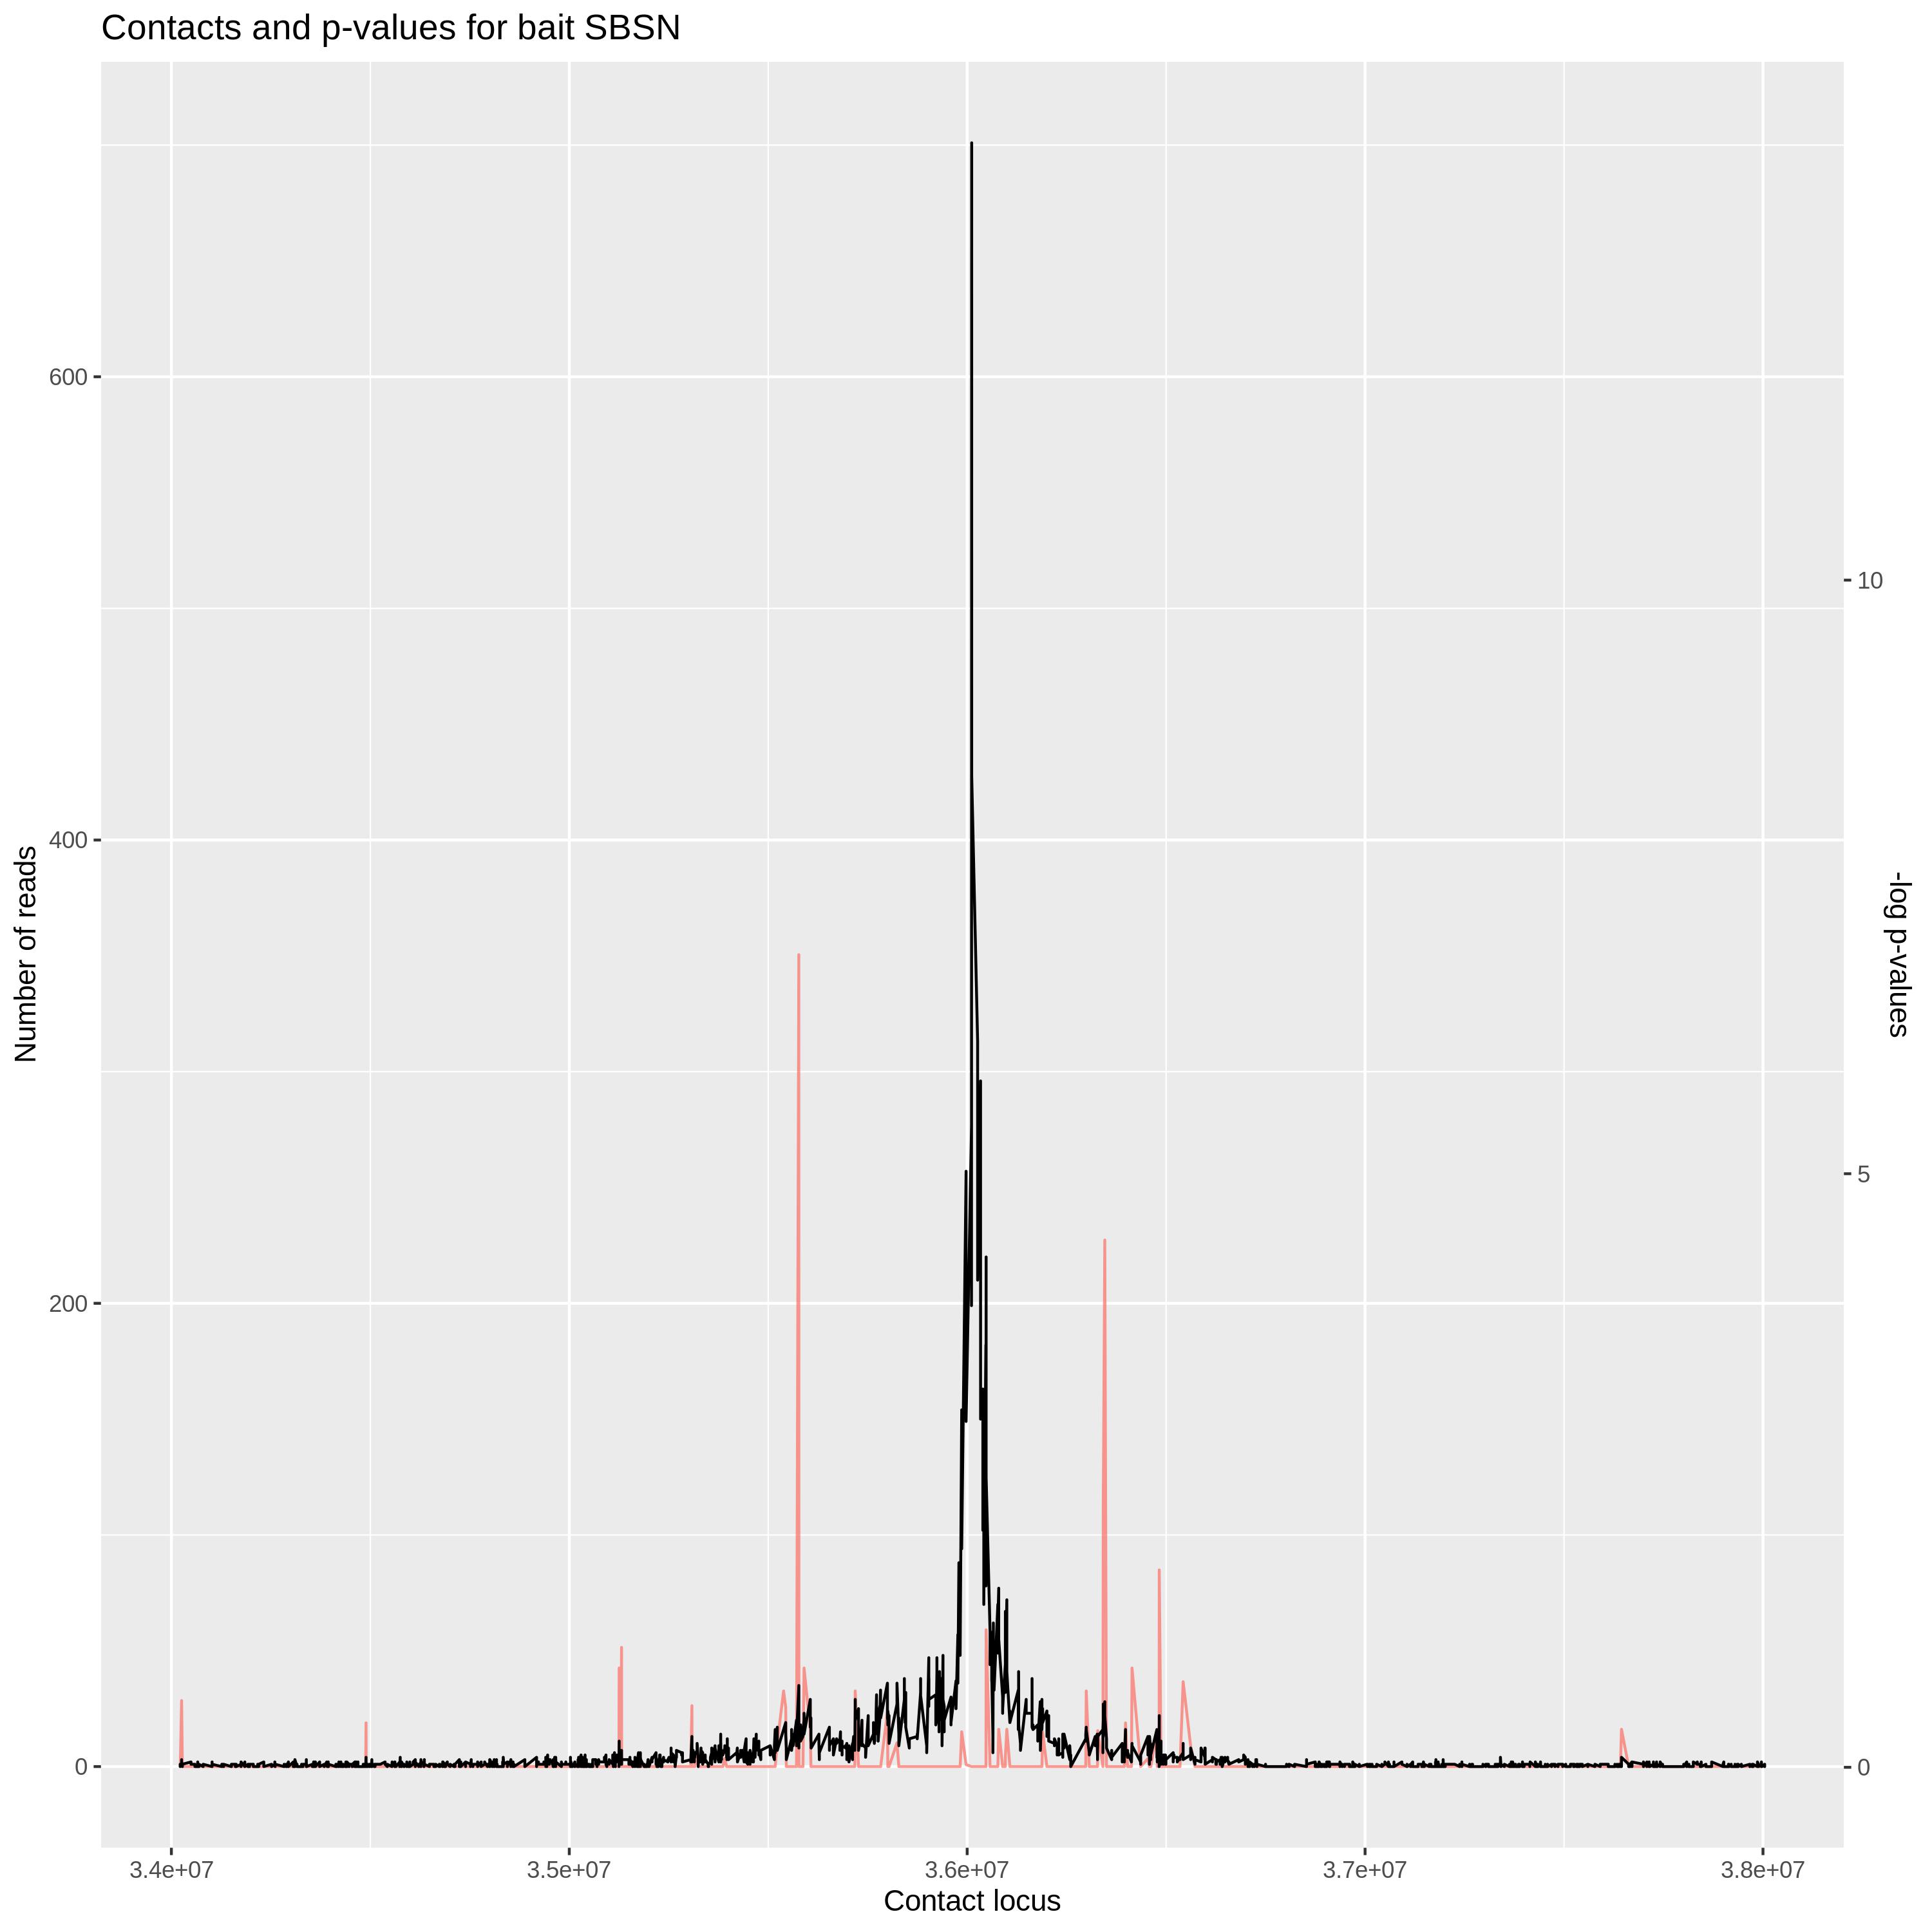 Contacts and p-values for bait SBSN
600
400
200
0
Number of reads
10
5
0
-log p-values
3.4e+07 3.5e+07 3.6e+07 3.7e+07 3.8e+07
Contact locus